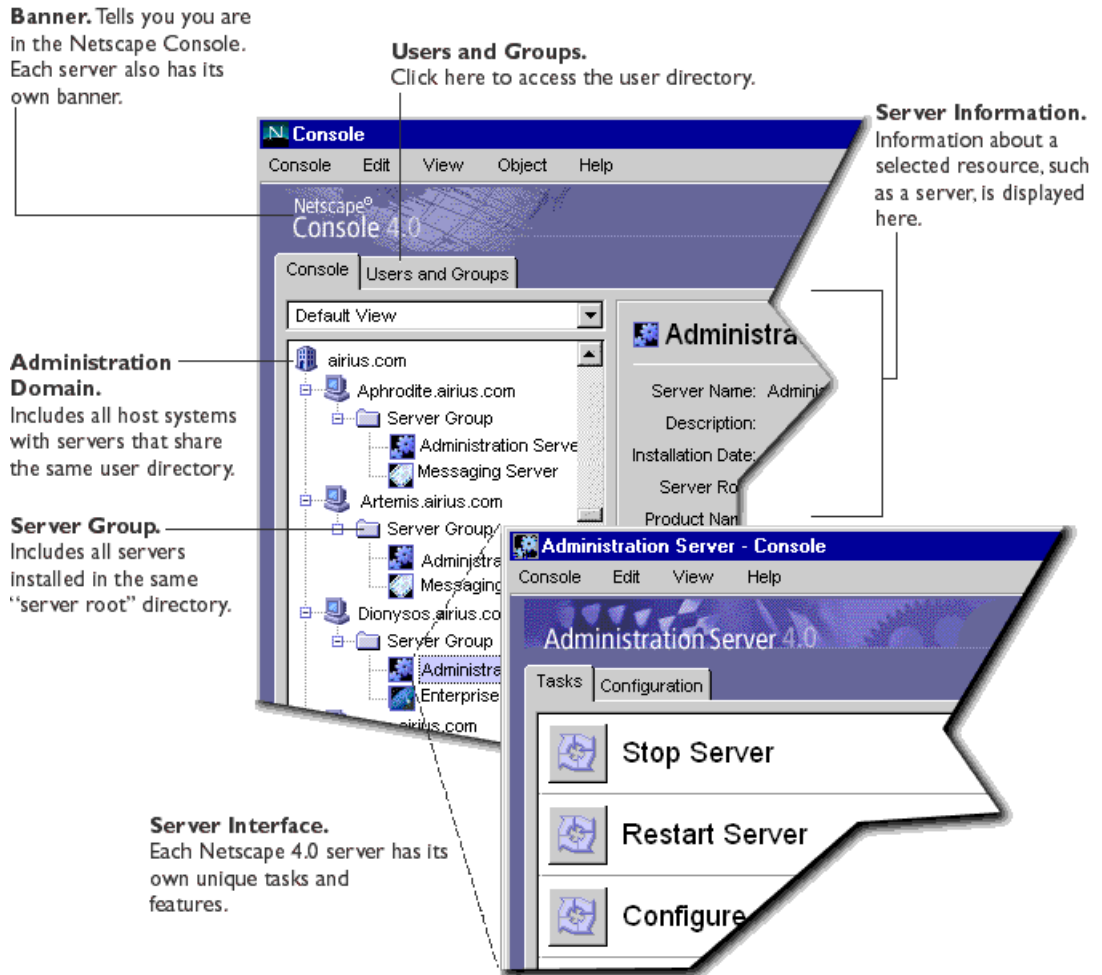 Banner. Tells you you are
in the Netscape Console.
Each server also has its
own banner.
Users and Groups.
Click here to access the user directory.
Server Information.
Information about a
selected resource, such
as a server, is displayed
here.
Console
Console Edit View Object Help
Netscape®
Console 4.0
Console Users and Groups
Default View
Administra
airius.com
Aphrodite.airius.com
Server Group
Administration Serve
Messaging Server
Artemis.airius.com
Server Group
Administra
Messaging
Dionysos.airius.co
Server Group
Administra
Enterprise
airius.com
Server Name: Adminis
Description:
Installation Date:
Server Ro
Product Nam
Administration
Domain.
Includes all host systems
with servers that share
the same user directory.
Server Group.
Includes all servers
installed in the same
“server root” directory.
Administration Server - Console
Console Edit View Help
Administration Server 4.0
Tasks Configuration
Stop Server
Restart Server
Configure
Server Interface.
Each Netscape 4.0 server has its
own unique tasks and
features.